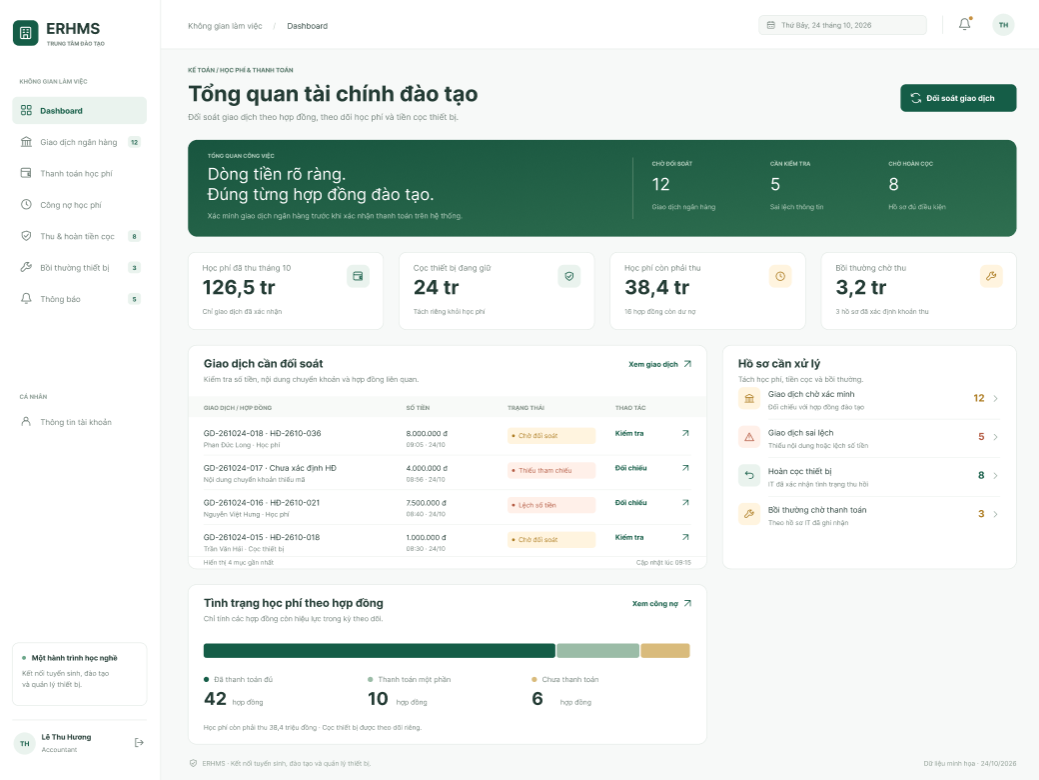 ERHMS
TRUNG TÂM ĐÀO TẠO
KHÔNG GIAN LÀM VIỆC
Dashboard
Giao dịch ngân hàng 12
Thanh toán học phí
Công nợ học phí
Thu & hoàn tiền cọc 8
Bồi thường thiết bị 3
Thông báo 5
CÁ NHÂN
Thông tin tài khoản
Một hành trình học nghề
Kết nối tuyển sinh, đào tạo
và quản lý thiết bị.
TH
Lê Thu Hương
Accountant
Không gian làm việc / Dashboard
Thứ Bảy, 24 tháng 10, 2026
TH
KẾ TOÁN / HỌC PHÍ & THANH TOÁN
Tổng quan tài chính đào tạo
Đối soát giao dịch theo hợp đồng, theo dõi học phí và tiền cọc thiết bị.
Đối soát giao dịch
TỔNG QUAN CÔNG VIỆC
Dòng tiền rõ ràng.
Đúng từng hợp đồng đào tạo.
Xác minh giao dịch ngân hàng trước khi xác nhận thanh toán trên hệ thống.
CHỜ ĐỐI SOÁT
12
Giao dịch ngân hàng
CẦN KIỂM TRA
5
Sai lệch thông tin
CHỜ HOÀN CỌC
8
Hồ sơ đủ điều kiện
Học phí đã thu tháng 10
126,5 tr
Chỉ giao dịch đã xác nhận
Cọc thiết bị đang giữ
24 tr
Tách riêng khỏi học phí
Học phí còn phải thu
38,4 tr
16 hợp đồng còn dư nợ
Bồi thường chờ thu
3,2 tr
3 hồ sơ đã xác định khoản thu
Giao dịch cần đối soát
Xem giao dịch
Kiểm tra số tiền, nội dung chuyển khoản và hợp đồng liên quan.
GIAO DỊCH / HỢP ĐỒNG SỐ TIỀN TRẠNG THÁI THAO TÁC
GD-261024-018 · HĐ-2610-036 8.000.000 đ Chờ đối soát Kiểm tra
Phan Đức Long · Học phí 09:05 · 24/10
GD-261024-017 · Chưa xác định HĐ 4.000.000 đ Thiếu tham chiếu Đối chiếu
Nội dung chuyển khoản thiếu mã 08:56 · 24/10
GD-261024-016 · HĐ-2610-021 7.500.000 đ Lệch số tiền Đối chiếu
Nguyễn Việt Hưng · Học phí 08:40 · 24/10
GD-261024-015 · HĐ-2610-018 1.000.000 đ Chờ đối soát Kiểm tra
Trần Văn Hải · Cọc thiết bị 08:30 · 24/10
Hiển thị 4 mục gần nhất Cập nhật lúc 09:15
Hồ sơ cần xử lý
Tách học phí, tiền cọc và bồi thường.
Giao dịch chờ xác minh 12
Đối chiếu với hợp đồng đào tạo
Giao dịch sai lệch 5
Thiếu nội dung hoặc lệch số tiền
Hoàn cọc thiết bị 8
IT đã xác nhận tình trạng thu hồi
Bồi thường chờ thanh toán 3
Theo hồ sơ IT đã ghi nhận
Tình trạng học phí theo hợp đồng
Xem công nợ
Chỉ tính các hợp đồng còn hiệu lực trong kỳ theo dõi.
Đã thanh toán đủ
42 hợp đồng
Thanh toán một phần
10 hợp đồng
Chưa thanh toán
6 hợp đồng
Học phí còn phải thu 38,4 triệu đồng · Cọc thiết bị được theo dõi riêng.
ERHMS · Kết nối tuyển sinh, đào tạo và quản lý thiết bị.
Dữ liệu minh họa · 24/10/2026